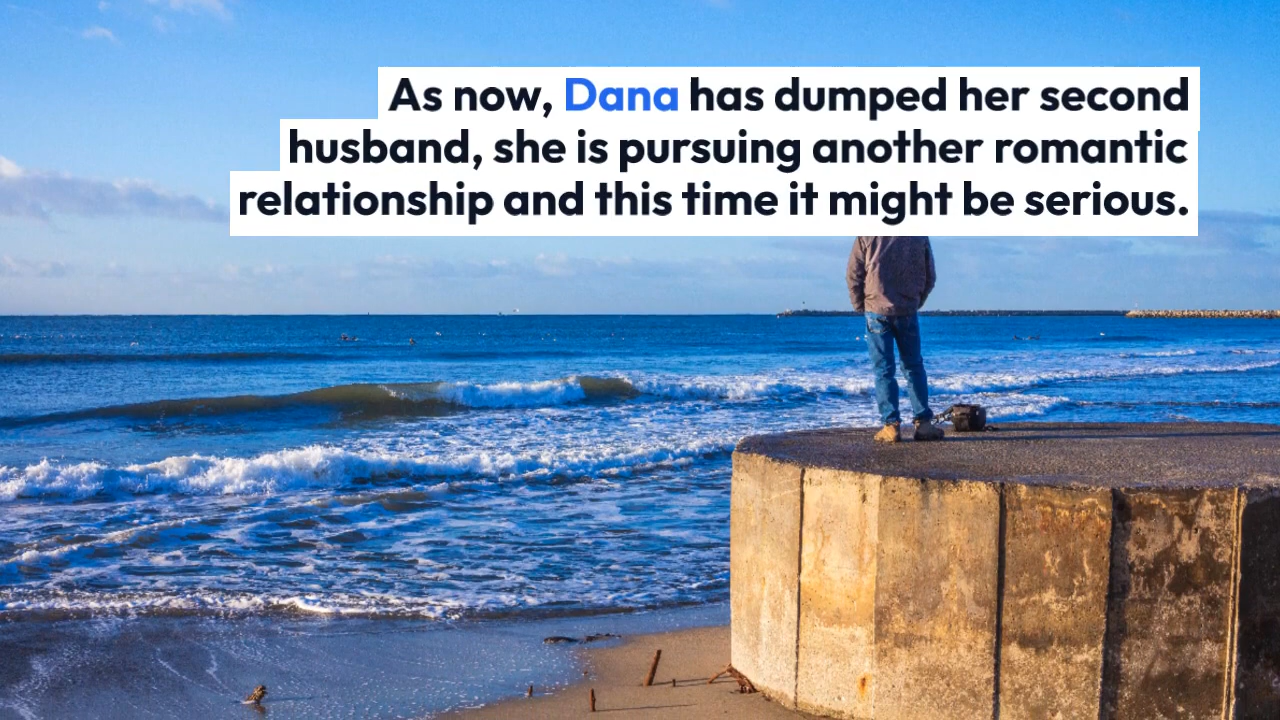 As now, Dana has dumped her second
husband, she is pursuing another romantic
relationship and this time it might be serious.